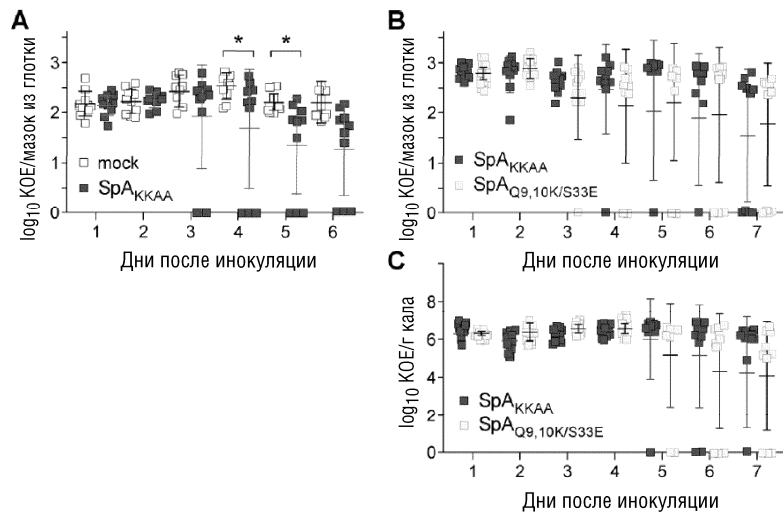 A
* *
log10 КОЕ/мазок из глотки
3
2
1
0
mock
SpAKKAA
1 2 3 4 5 6
Дни после инокуляции
B
log10 КОЕ/мазок из глотки
3
2
1
0
SpAKKAA
SpAQ9,10K/S33E
1 2 3 4 5 6 7
Дни после инокуляции
C
log10 КОЕ/г кала
8
6
4
2
0
SpAKKAA
SpAQ9,10K/S33E
1 2 3 4 5 6 7
Дни после инокуляции